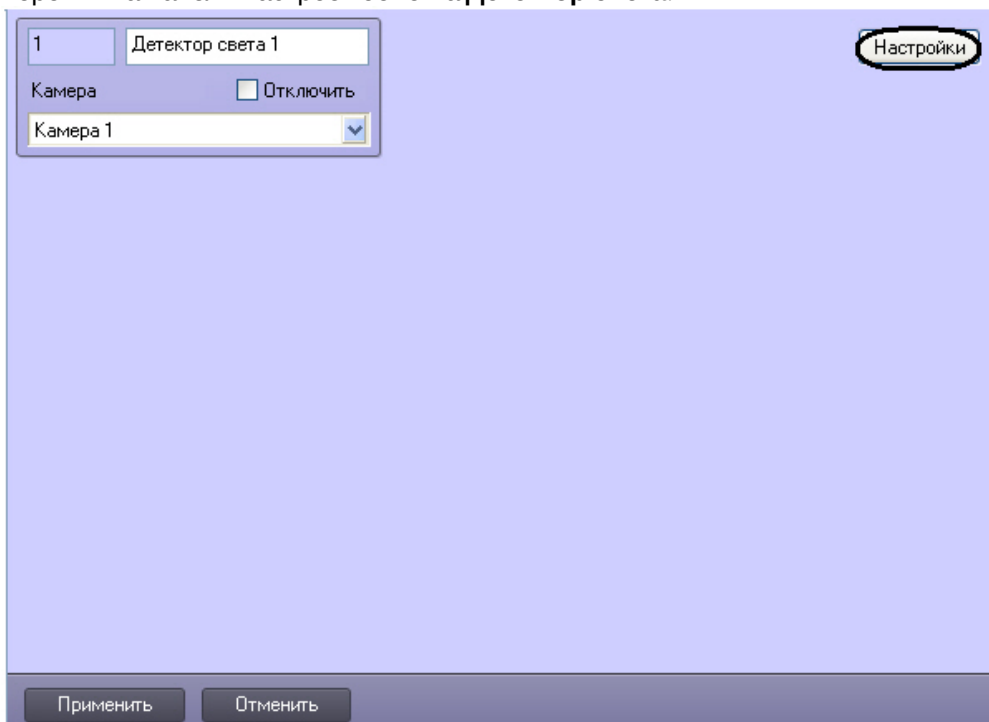 1
Детектор света 1
Настройки
Камера
Отключить
Камера 1
Применить
Отменить